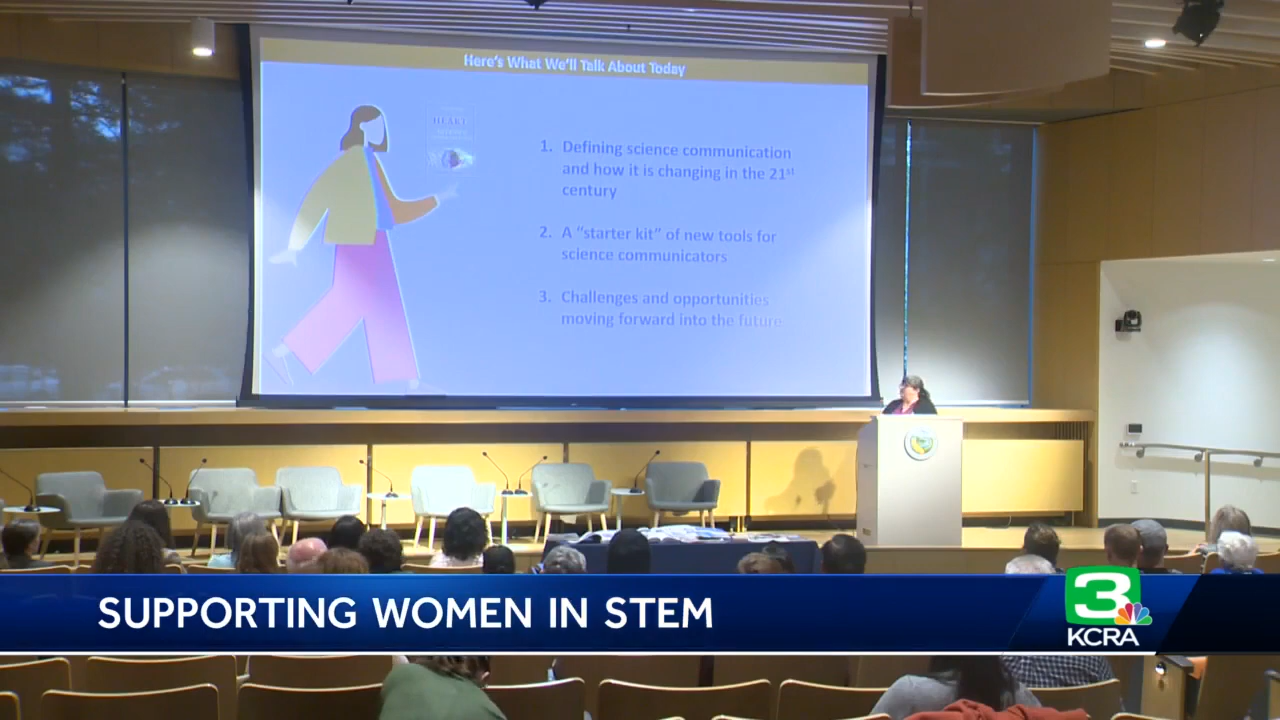 Here's What We'll Talk About Today
HEART
1. Defining science communication
and how it is changing in the 21st
century
2. A “starter kit” of new tools for
science communicators
3. Challenges and opportunities
moving forward into the future
SUPPORTING WOMEN IN STEM
3
KCRA